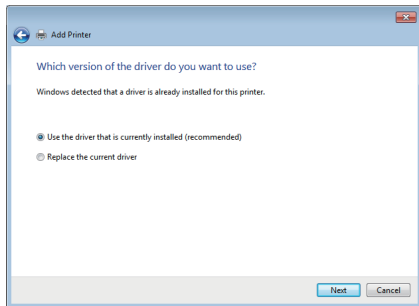 Add Printer
Which version of the driver do you want to use?
Windows detected that a driver is already installed for this printer.
Use the driver that is currently installed (recommended)
Replace the current driver
Next Cancel